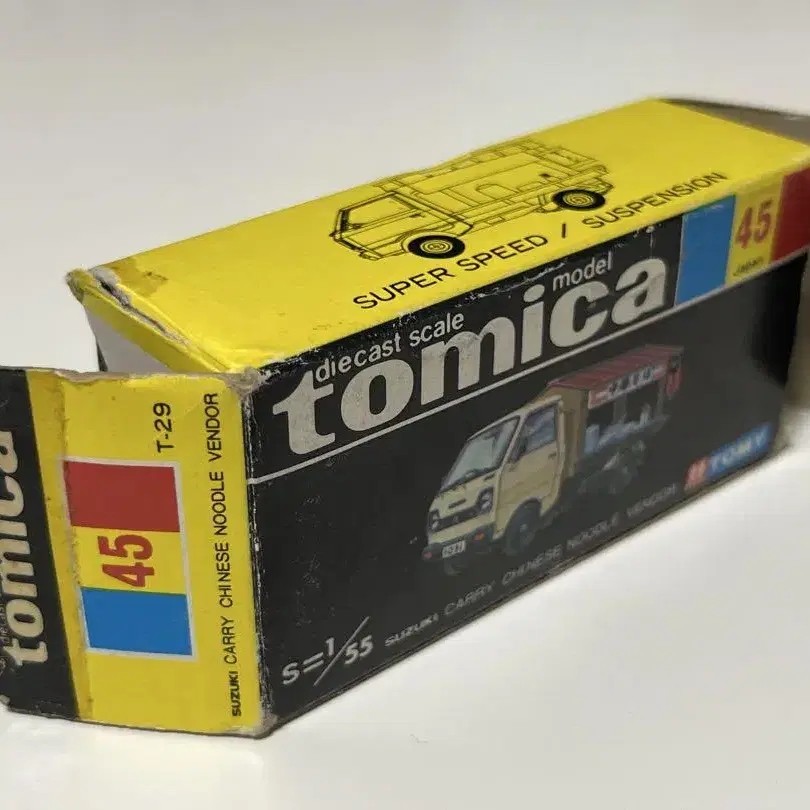 SUPER SPEED / SUSPENSION
diecast scale model
tomica
45
JAPAN
S=1/55
SUZUKI CARRY CHINESE NOODLE VENDOR
TOMY
tomica
45
T-29
SUZUKI CARRY CHINESE NOODLE VENDOR